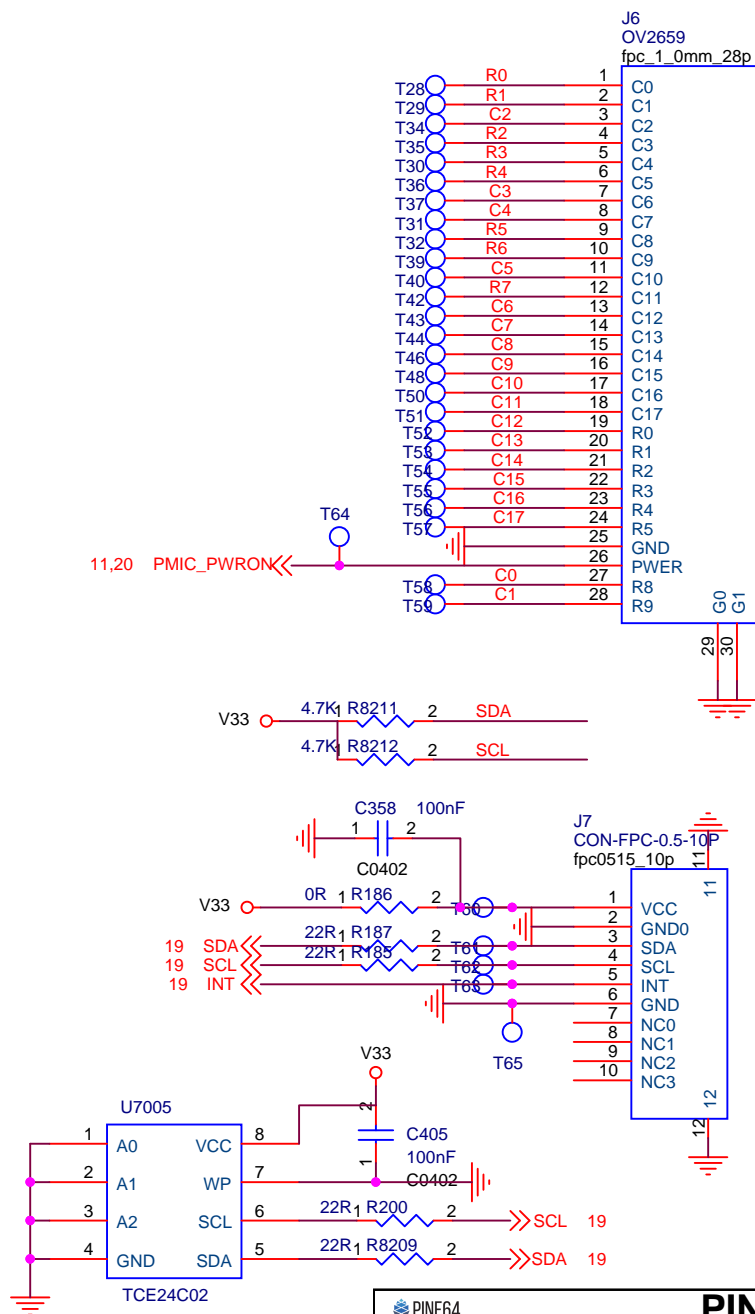 J6
OV2659
fpc_1_0mm_28p
T28 R0 1 C0
T29 R1 2 C1
T34 C2 3 C2
T35 R2 4 C3
T30 R3 5 C4
T36 R4 6 C5
T37 C3 7 C6
T31 C4 8 C7
T32 R5 9 C8
T39 R6 10 C9
T40 C5 11 C10
T42 R7 12 C11
T43 C6 13 C12
T44 C7 14 C13
T46 C8 15 C14
T48 C9 16 C15
T50 C10 17 C16
T51 C11 18 C17
T52 C12 19 R0
T53 C13 20 R1
T54 C14 21 R2
T55 C15 22 R3
T56 C16 23 R4
T57 C17 24 R5
25 GND
T64
11,20 PMIC_PWRON 26 PWER
T58 C0 27 R8
T59 C1 28 R9
G0 G1
29 30
V33 4.7K 1 R8211 2 SDA
4.7K 1 R8212 2 SCL
C358 100nF
1 2
C0402
J7
CON-FPC-0.5-10P
fpc0515_10p
11
11
V33 0R 1 R186 2 T60 1 VCC
2 GND0
19 SDA 22R 1 R187 2 T61 3 SDA
19 SCL 22R 1 R185 2 T62 4 SCL
19 INT T63 5 INT
6 GND
7 NC0
T65
8 NC1
9 NC2
10 NC3
12
12
V33
U7005
2
C405
1 100nF
C0402
1 A0 VCC 8
2 A1 WP 7
3 A2 SCL 6 22R 1 R200 2 SCL 19
4 GND SDA 5 22R 1 R8209 2 SDA 19
TCE24C02
PINE64 PIN